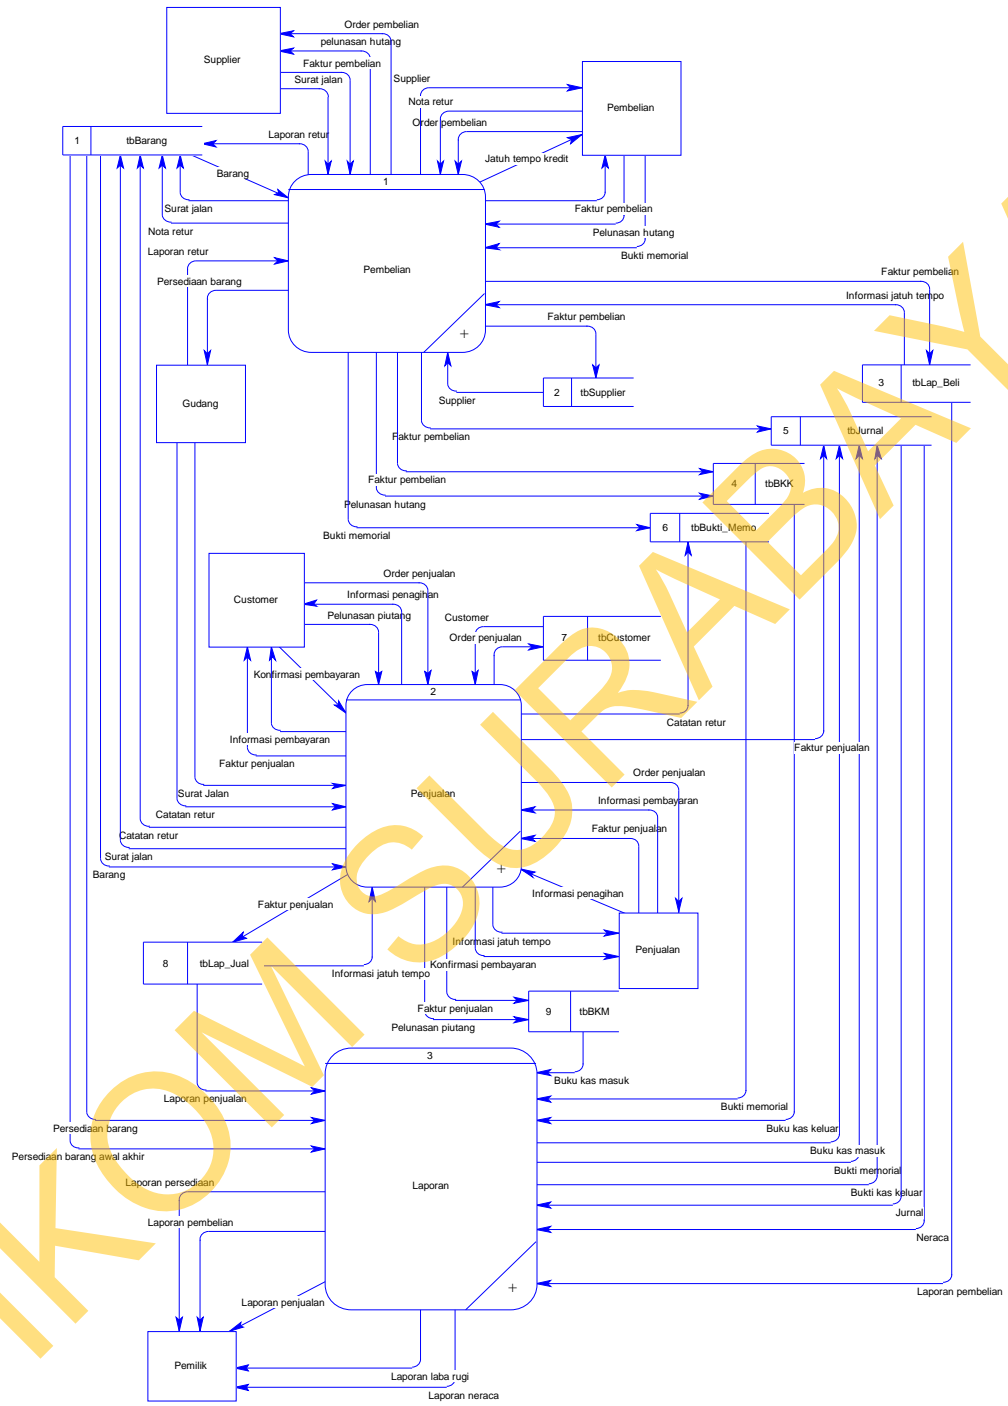 Order pembelian
pelunasan hutang
Supplier
Faktur pembelian
Surat jalan
Supplier
Nota retur
Order pembelian
Pembelian
1
tbBarang
Laporan retur
Jatuh tempo kredit
Barang
1
Surat jalan
Nota retur
Faktur pembelian
Pelunasan hutang
Bukti memorial
Laporan retur
Persediaan barang
Pembelian
+
Faktur pembelian
Informasi jatuh tempo
Faktur pembelian
Gudang
Supplier
2
tbSupplier
3
tbLap_Beli
5
tbJurnal
Faktur pembelian
4
tbBKK
Faktur pembelian
Pelunasan hutang
6
tbBukti_Memo
Bukti memorial
Customer
Order penjualan
Informasi penagihan
Pelunasan piutang
Customer
Order penjualan
7
tbCustomer
Konfirmasi pembayaran
2
Catatan retur
Informasi pembayaran
Faktur penjualan
Faktur penjualan
Order penjualan
Surat Jalan
Penjualan
Informasi pembayaran
Catatan retur
Faktur penjualan
Catatan retur
Surat jalan
Barang
+
Informasi penagihan
Faktur penjualan
Penjualan
8
tbLap_Jual
Informasi jatuh tempo
Informasi jatuh tempo
Konfirmasi pembayaran
Faktur penjualan
Pelunasan piutang
9
tbBKM
3
Buku kas masuk
Laporan penjualan
Bukti memorial
Persediaan barang
Buku kas keluar
Persediaan barang awal akhir
Buku kas masuk
Laporan persediaan
Laporan
Bukti memorial
Bukti kas keluar
Laporan pembelian
Jurnal
Neraca
+
Laporan pembelian
Laporan penjualan
Pemilik
Laporan laba rugi
Laporan neraca
IKOM SURABAYA